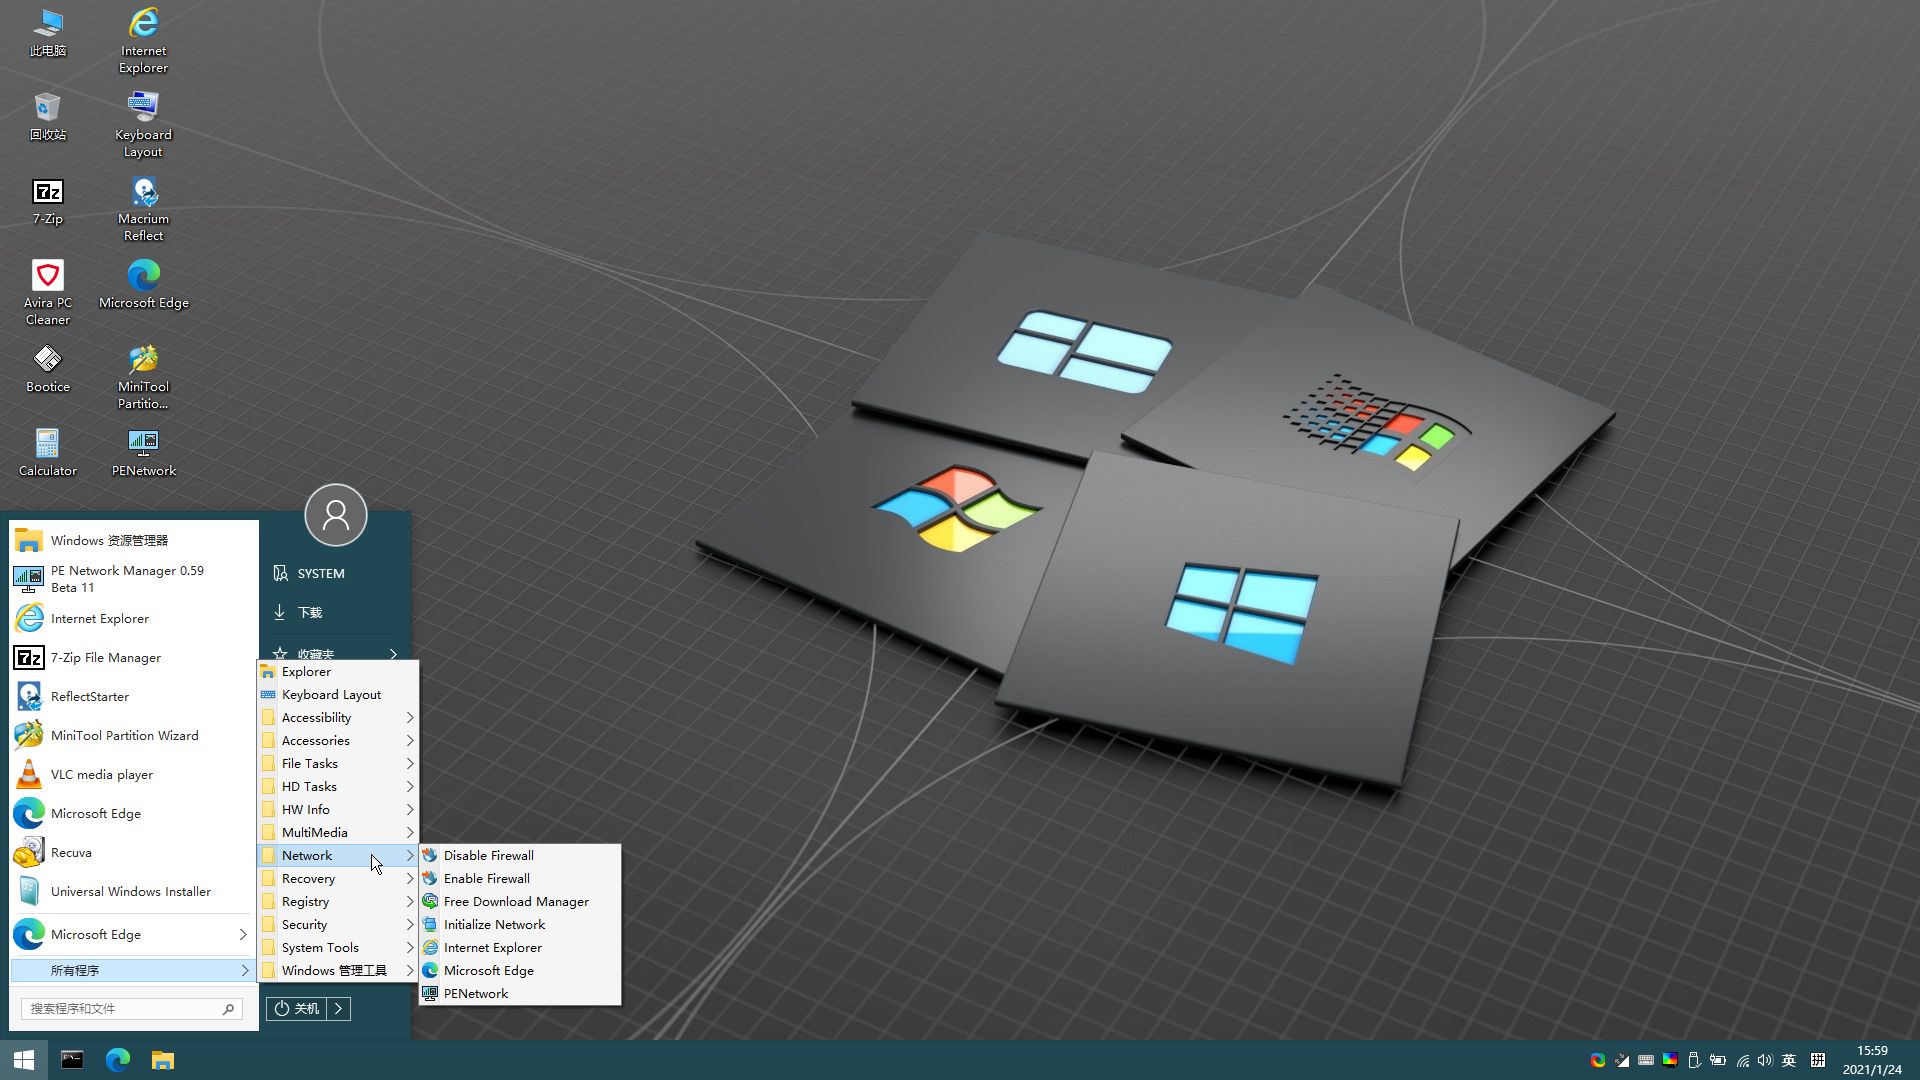 此电脑
Internet
Explorer
回收站
Keyboard
Layout
7-Zip
Macrium
Reflect
Avira PC
Cleaner
Microsoft Edge
Bootice
MiniTool
Partitio...
Calculator
PENetwork
Windows 资源管理器
PE Network Manager 0.59
Beta 11
Internet Explorer
7-Zip File Manager
ReflectStarter
MiniTool Partition Wizard
VLC media player
Microsoft Edge
Recuva
Universal Windows Installer
Microsoft Edge
所有程序
搜索程序和文件
SYSTEM
下载
收藏夹
关机
Explorer
Keyboard Layout
Accessibility
Accessories
File Tasks
HD Tasks
HW Info
MultiMedia
Network
Recovery
Registry
Security
System Tools
Windows 管理工具
Disable Firewall
Enable Firewall
Free Download Manager
Initialize Network
Internet Explorer
Microsoft Edge
PENetwork
英
拼
15:59
2021/1/24